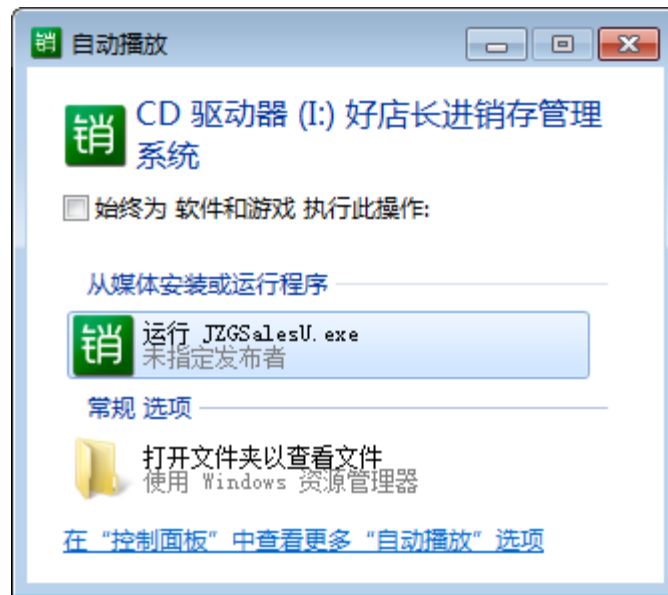 销 自动播放
销 CD 驱动器 (I:) 好店长进销存管理
系统
始终为 软件和游戏 执行此操作:
从媒体安装或运行程序
销 运行 JZGSalesU.exe
未指定发布者
常规 选项
打开文件夹以查看文件
使用 Windows 资源管理器
在 “控制面板” 中查看更多 “自动播放” 选项